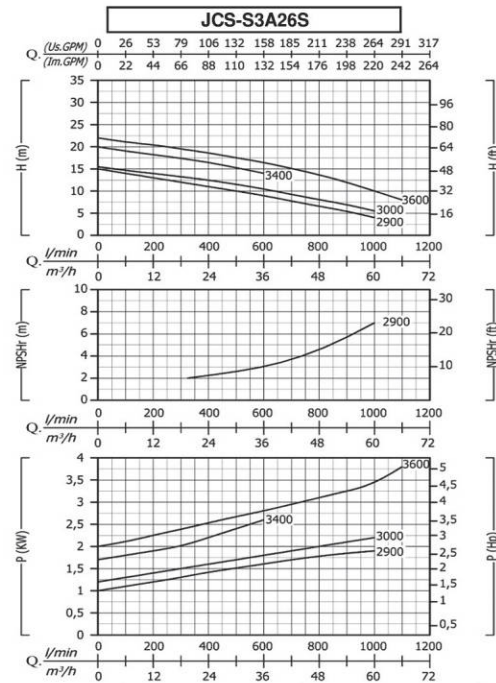 JCS-S3A26S
Q. (Us.GPM) 0 26 53 79 106 132 158 185 211 238 264 291 317
(Im.GPM) 0 22 44 66 88 110 132 154 176 198 220 242 264
H (m)
35
30
25
20
15
10
5
0
H (ft)
96
80
64
48
32
16
3400
3600
3000
2900
0 200 400 600 800 1000 1200
Q. l/min
m³/h
0 12 24 36 48 60 72
NPSHr (m)
10
8
6
4
2
0
NPSHr (ft)
30
20
10
2900
0 200 400 600 800 1000 1200
Q. l/min
m³/h
0 12 24 36 48 60 72
P (KW)
4
3,5
3
2,5
2
1,5
1
0,5
0
P (Hp)
5
4,5
4
3,5
3
2,5
2
1,5
1
0,5
3600
3400
3000
2900
0 200 400 600 800 1000 1200
Q. l/min
m³/h
0 12 24 36 48 60 72